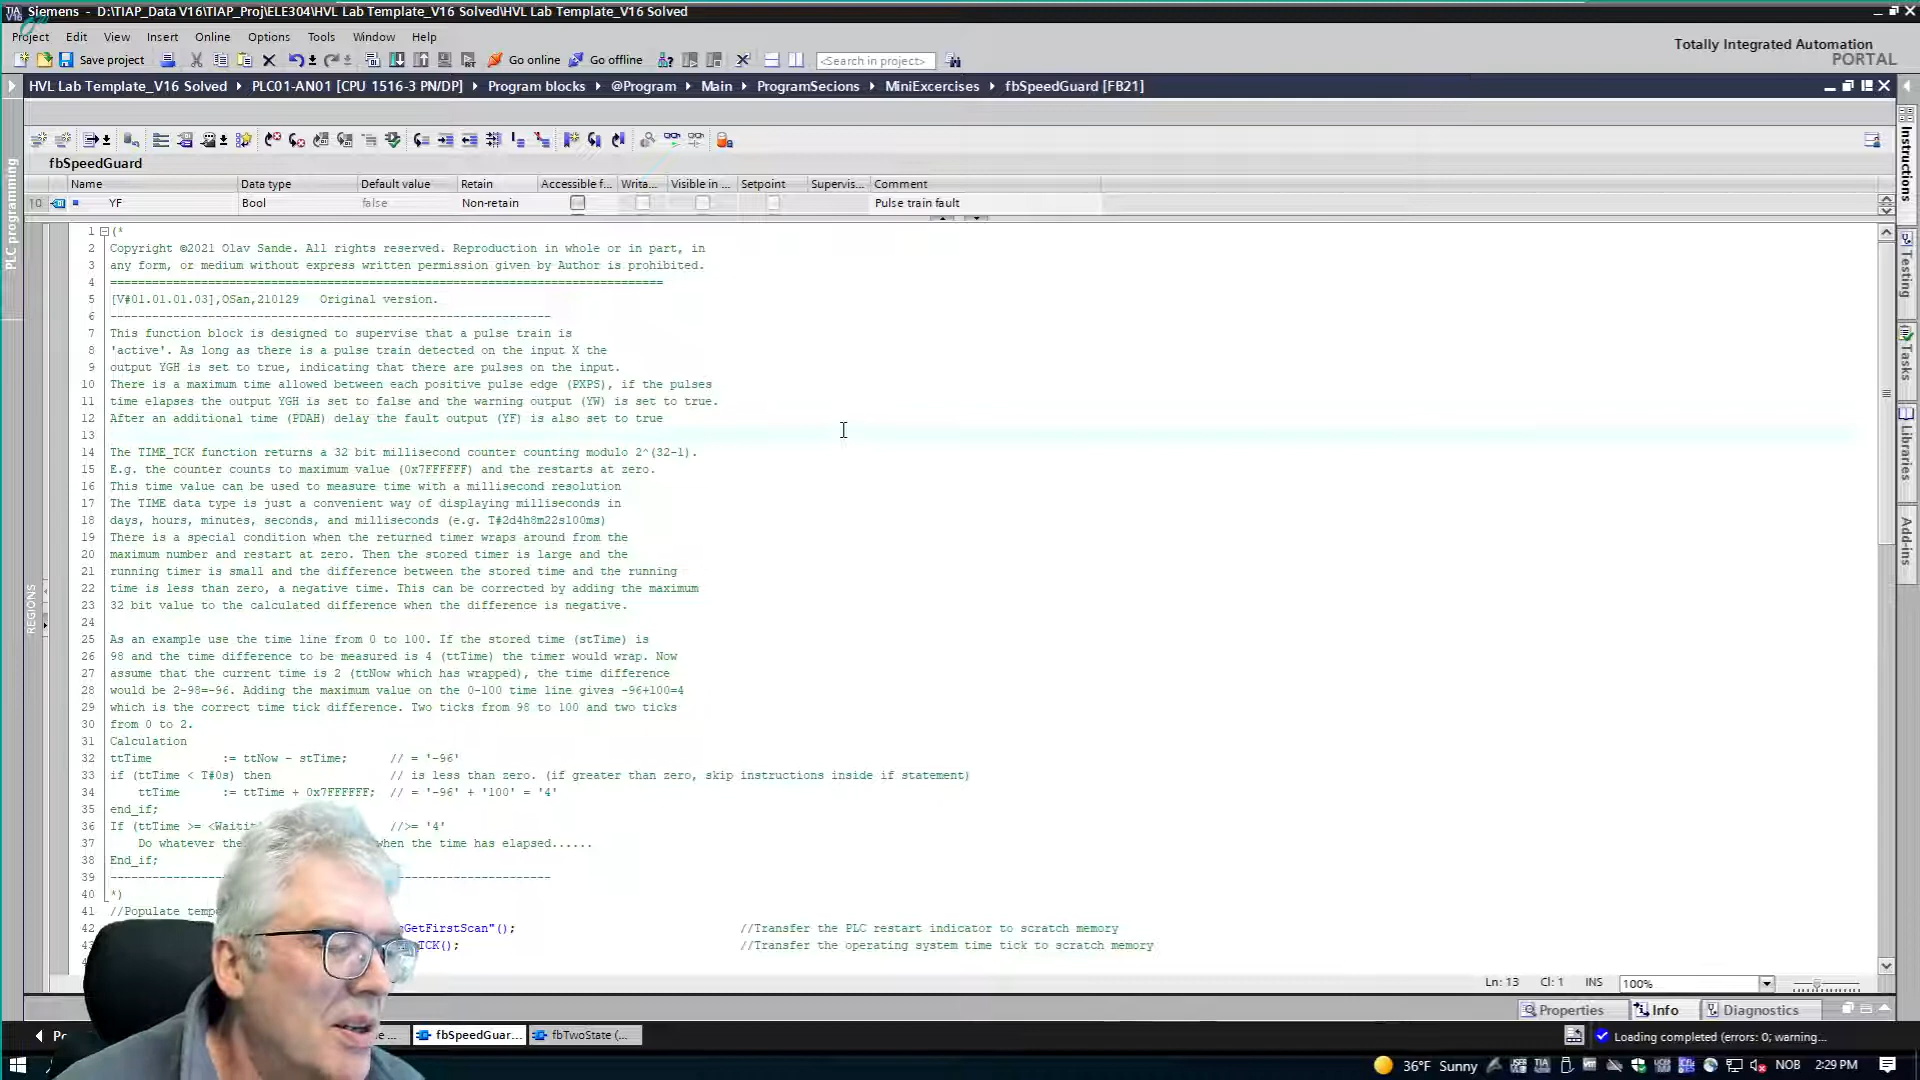 Siemens - D:\TIAP_Data V16\TIAP_Proj\ELE304\HVL Lab Template_V16 Solved\HVL Lab Template_V16 Solved
Project Edit View Insert Online Options Tools Window Help
Totally Integrated Automation
PORTAL
Save project Go online Go offline <Search in project>
HVL Lab Template_V16 Solved PLC01-AN01 [CPU 1516-3 PN/DP] Program blocks @Program Main ProgramSecions MiniExcercises fbSpeedGuard [FB21]
fbSpeedGuard
Name Data type Default value Retain Accessible f... Writa... Visible in ... Setpoint Supervis... Comment
10 YF Bool false Non-retain Pulse train fault
1 (*
2 Copyright ©2021 Olav Sande. All rights reserved. Reproduction in whole or in part, in
3 any form, or medium without express written permission given by Author is prohibited.
4 ===============================================================================
5 [V#01.01.01.03],OSan,210129 Original version.
6 ---------------------------------------------------------------
7 This function block is designed to supervise that a pulse train is
8 'active'. As long as there is a pulse train detected on the input X the
9 output YGH is set to true, indicating that there are pulses on the input.
10 There is a maximum time allowed between each positive pulse edge (PXPS), if the pulses
11 time elapses the output YGH is set to false and the warning output (YW) is set to true.
12 After an additional time (PDAH) delay the fault output (YF) is also set to true
13
14 The TIME_TCK function returns a 32 bit millisecond counter counting modulo 2^(32-1).
15 E.g. the counter counts to maximum value (0x7FFFFFF) and the restarts at zero.
16 This time value can be used to measure time with a millisecond resolution
17 The TIME data type is just a convenient way of displaying milliseconds in
18 days, hours, minutes, seconds, and milliseconds (e.g. T#2d4h8m22s100ms)
19 There is a special condition when the returned timer wraps around from the
20 maximum number and restart at zero. Then the stored timer is large and the
21 running timer is small and the difference between the stored time and the running
22 time is less than zero, a negative time. This can be corrected by adding the maximum
23 32 bit value to the calculated difference when the difference is negative.
24
25 As an example use the time line from 0 to 100. If the stored time (stTime) is
26 98 and the time difference to be measured is 4 (ttTime) the timer would wrap. Now
27 assume that the current time is 2 (ttNow which has wrapped), the time difference
28 would be 2-98=-96. Adding the maximum value on the 0-100 time line gives -96+100=4
29 which is the correct time tick difference. Two ticks from 98 to 100 and two ticks
30 from 0 to 2.
31 Calculation
32 ttTime := ttNow - stTime; // = '-96'
33 if (ttTime < T#0s) then // is less than zero. (if greater than zero, skip instructions inside if statement)
34 ttTime := ttTime + 0x7FFFFFF; // = '-96' + '100' = '4'
35 end_if;
36 If (ttTime >= <Waiti //>= '4'
37 Do whatever the when the time has elapsed......
38 End_if;
39 ---------------------------------------------------------------
40 *)
41 //Populate temp
42 GetFirstScan"(); //Transfer the PLC restart indicator to scratch memory
43 TCK(); //Transfer the operating system time tick to scratch memory
Ln: 13 Cl: 1 INS 100%
Properties Info Diagnostics
fbSpeedGuar... fbTwoState (... Loading completed (errors: 0; warning...
36°F Sunny NOB 2:29 PM
PLC programming
REGIONS
Instructions
Testing
Tasks
Libraries
Add-ins